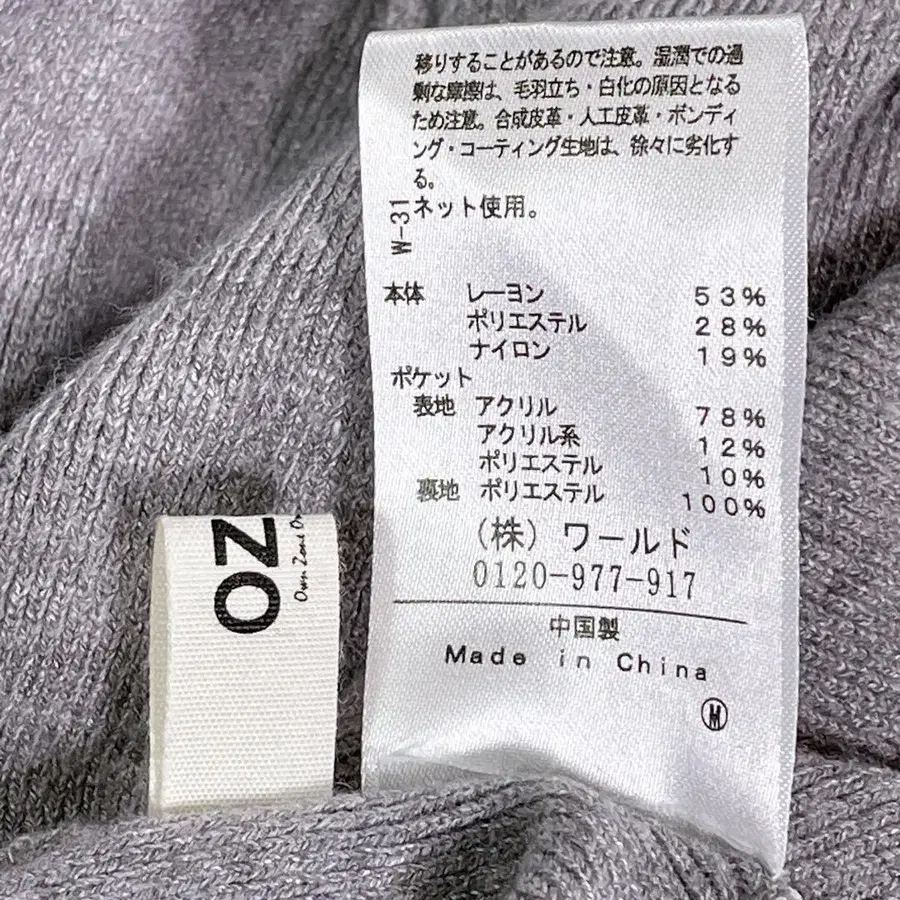 移りすることがあるので注意。湿潤での過
剰な摩擦は、毛羽立ち・白化の原因となる
ため注意。合成皮革・人工皮革・ボンディ
ング・コーティング生地は、徐々に劣化す
る。
ネット使用。
W-31
本体 レーヨン 53%
ポリエステル 28%
ナイロン 19%
ポケット
表地 アクリル 78%
アクリル系 12%
ポリエステル 10%
裏地 ポリエステル 100%
(株) ワールド
0120-977-917
中国製
Made in China
M
OZ
Own Zone